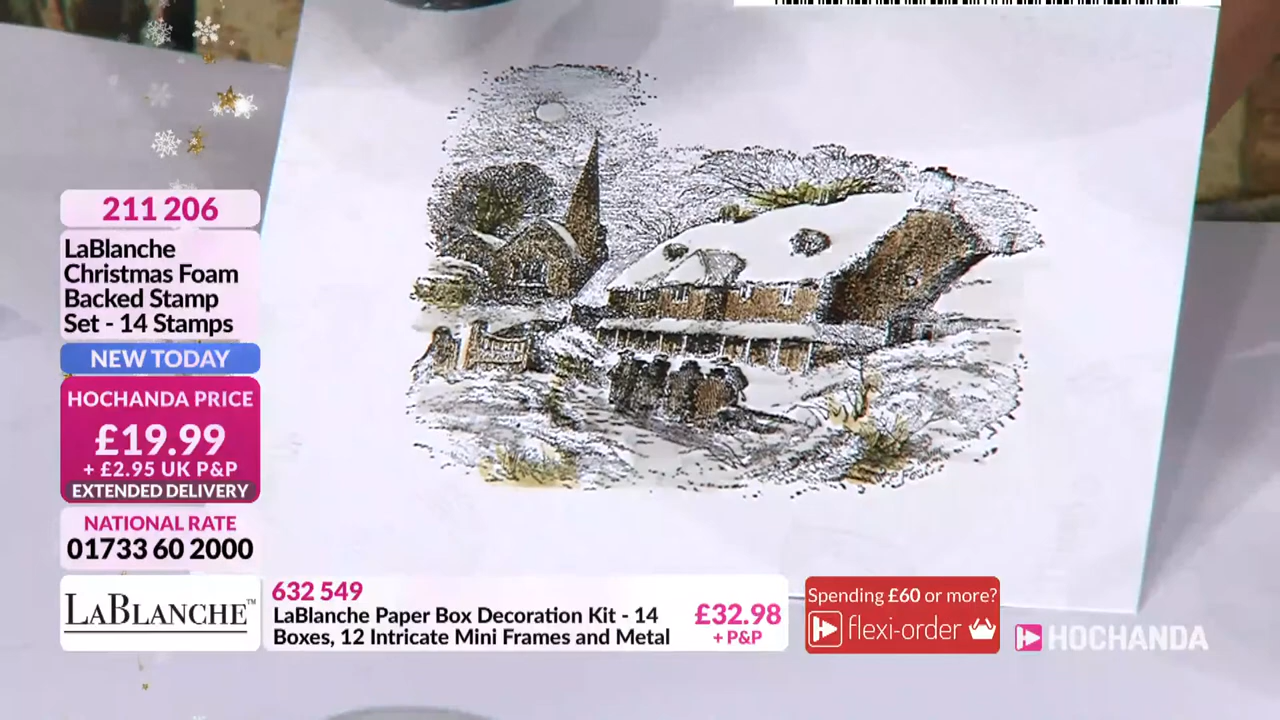 211 206
LaBlanche
Christmas Foam
Backed Stamp
Set - 14 Stamps
NEW TODAY
HOCHANDA PRICE
£19.99
+ £2.95 UK P&P
EXTENDED DELIVERY
NATIONAL RATE
01733 60 2000
LABLANCHE™
632 549
LaBlanche Paper Box Decoration Kit - 14
Boxes, 12 Intricate Mini Frames and Metal
£32.98
+ P&P
Spending £60 or more?
flexi-order
HOCHANDA